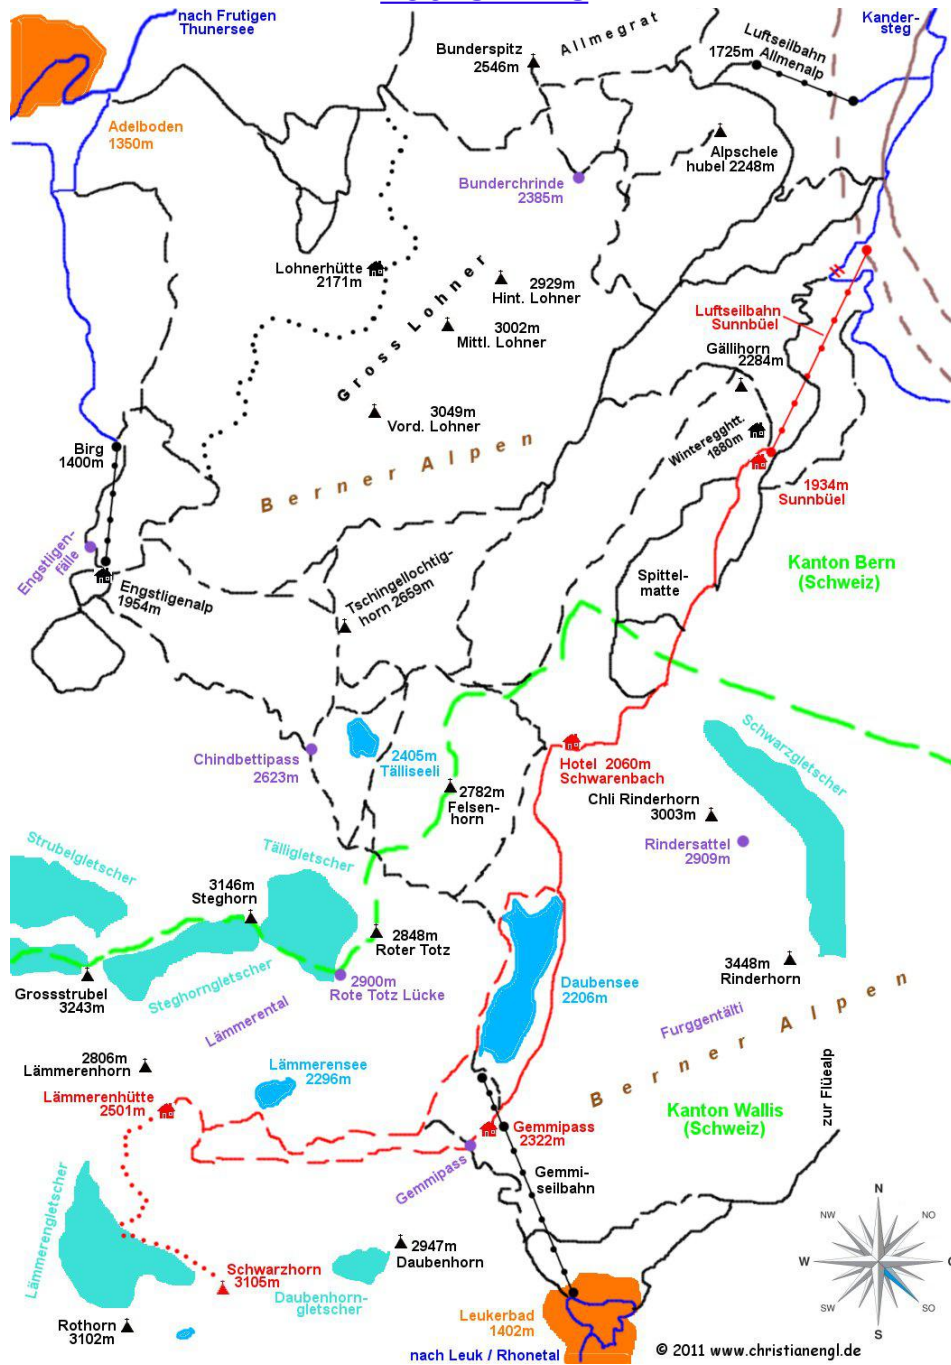 nach Frutigen
Thunersee
Kander-
steg
Allmegrat
Bunderspitz
2546m
Luftseilbahn
Allmenalp
1725m
Adelboden
1350m
Alpschele
hubel 2248m
Bunderchrinde
2385m
Lohnerhütte
2171m
Gross Lohner
2929m
Hint. Lohner
3002m
Mittl. Lohner
Luftseilbahn
Sunnbüel
Gällihorn
2284m
3049m
Vord. Lohner
Winteregghtt.
1880m
Birg
1400m
Berner Alpen
1934m
Sunnbüel
Engstligen-
fälle
Engstligenalp
1954m
Tschingellochtig-
horn 2659m
Spittel-
matte
Kanton Bern
(Schweiz)
Chindbettipass
2623m
2405m
Tälliseeli
Hotel 2060m
Schwarenbach
Schwarzgletscher
2782m
Felsen-
horn
Chli Rinderhorn
3003m
Rindersattel
2909m
Strubelgletscher
Tälligletscher
3146m
Steghorn
2848m
Roter Totz
Steghorngletscher
Grossstrubel
3243m
2900m
Rote Totz Lücke
Daubensee
2206m
3448m
Rinderhorn
Lämmerental
Furggentälti
Berner Alpen
2806m
Lämmerenhorn
Lämmerensee
2296m
Lämmerenhütte
2501m
Kanton Wallis
(Schweiz)
zur Flüealp
Gemmipass
2322m
Gemmipass
Gemmi-
seilbahn
Lämmerengletscher
2947m
Daubenhorn
Schwarzhorn
3105m
Daubenhorn-
gletscher
Rothorn
3102m
Leukerbad
1402m
nach Leuk / Rhonetal
N
NW
NO
W
O
SW
SO
S
© 2011 www.christianengl.de